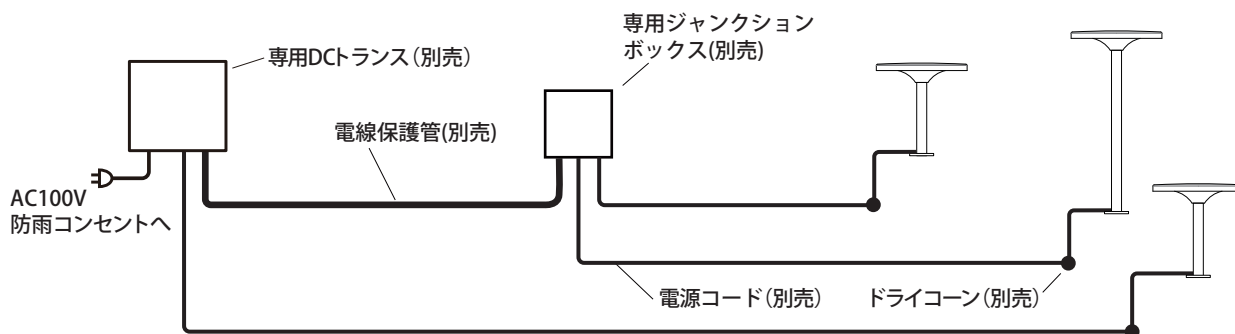 専用ジャンクション
ボックス(別売)
専用DCトランス(別売)
電線保護管(別売)
AC100V
防雨コンセントへ
電源コード(別売)
ドライコーン(別売)